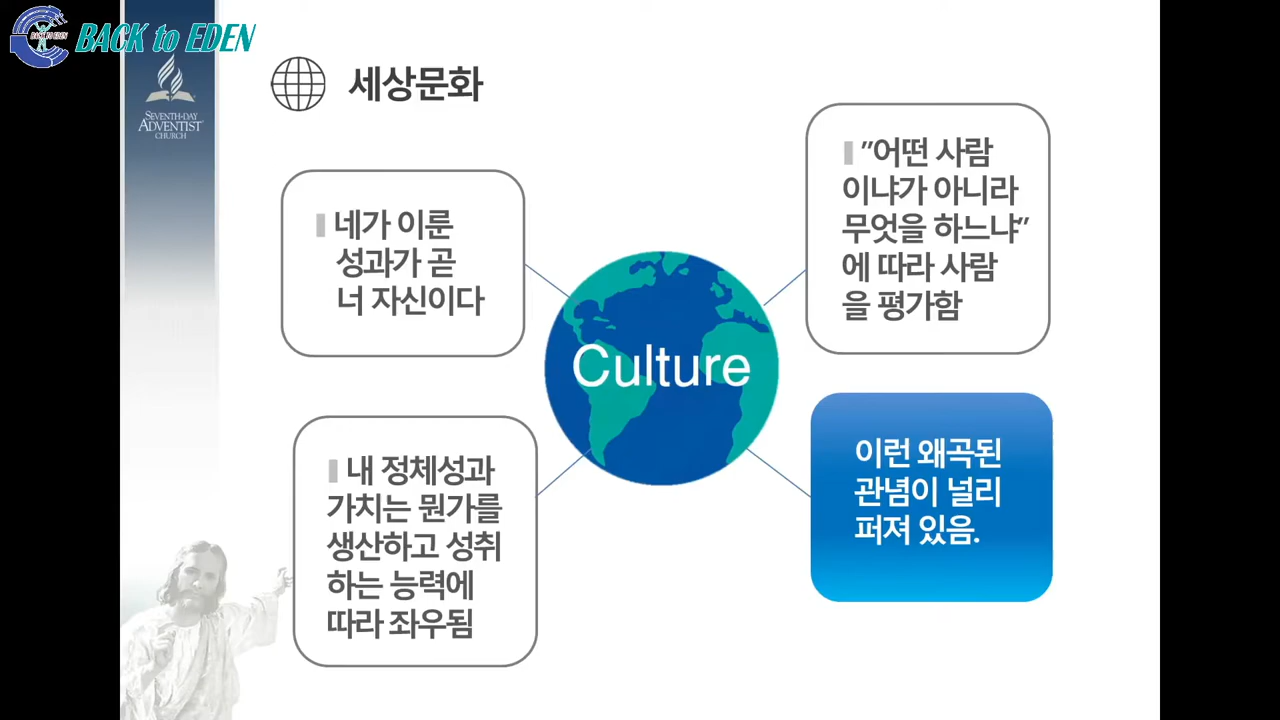 BACK to EDEN
BACK to EDEN
SEVENTH-DAY
ADVENTIST
CHURCH
세상문화
네가 이룬
성과가 곧
너 자신이다
”어떤 사람
이냐가 아니라
무엇을 하느냐”
에 따라 사람
을 평가함
Culture
내 정체성과
가치는 뭔가를
생산하고 성취
하는 능력에
따라 좌우됨
이런 왜곡된
관념이 널리
퍼져 있음.